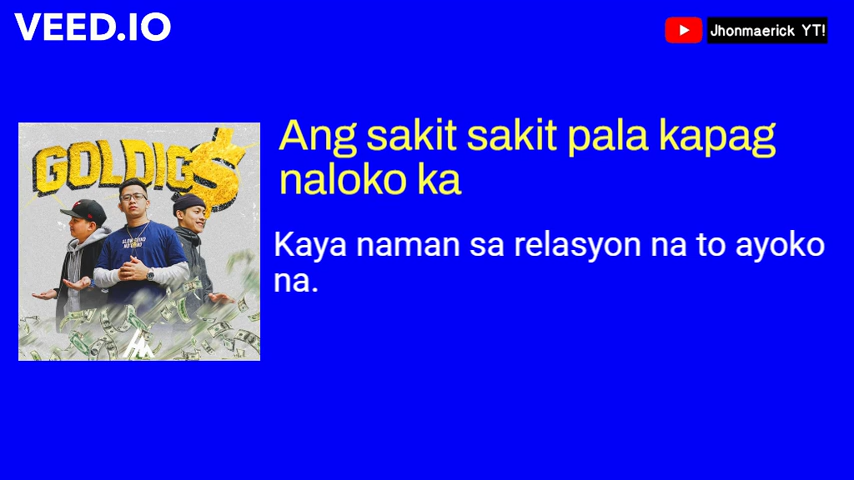 VEED.IO
Jhonmaerick YT!
GOLDIG$
Ang sakit sakit pala kapag
naloko ka
Kaya naman sa relasyon na to ayoko
na.